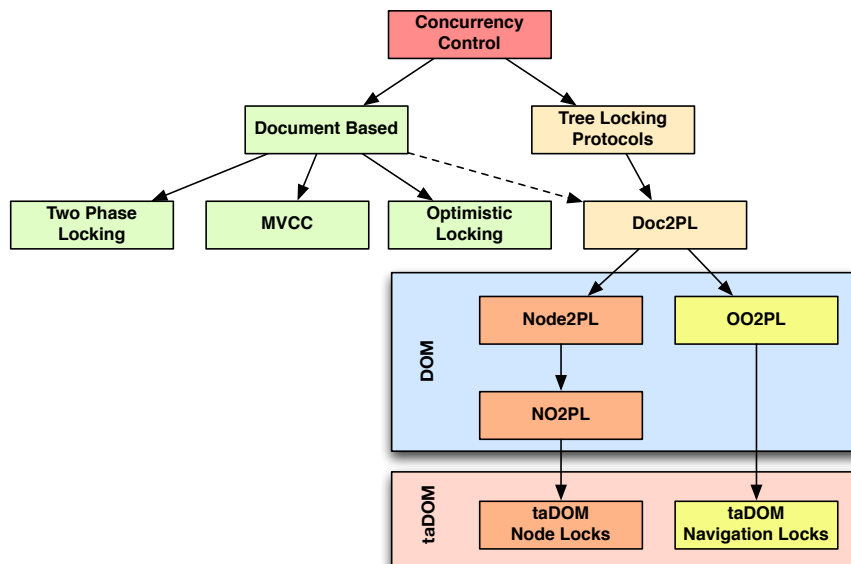 Concurrency
Control
Document Based
Tree Locking
Protocols
Two Phase
Locking
MVCC
Optimistic
Locking
Doc2PL
DOM
Node2PL
OO2PL
NO2PL
taDOM
taDOM
Node Locks
taDOM
Navigation Locks